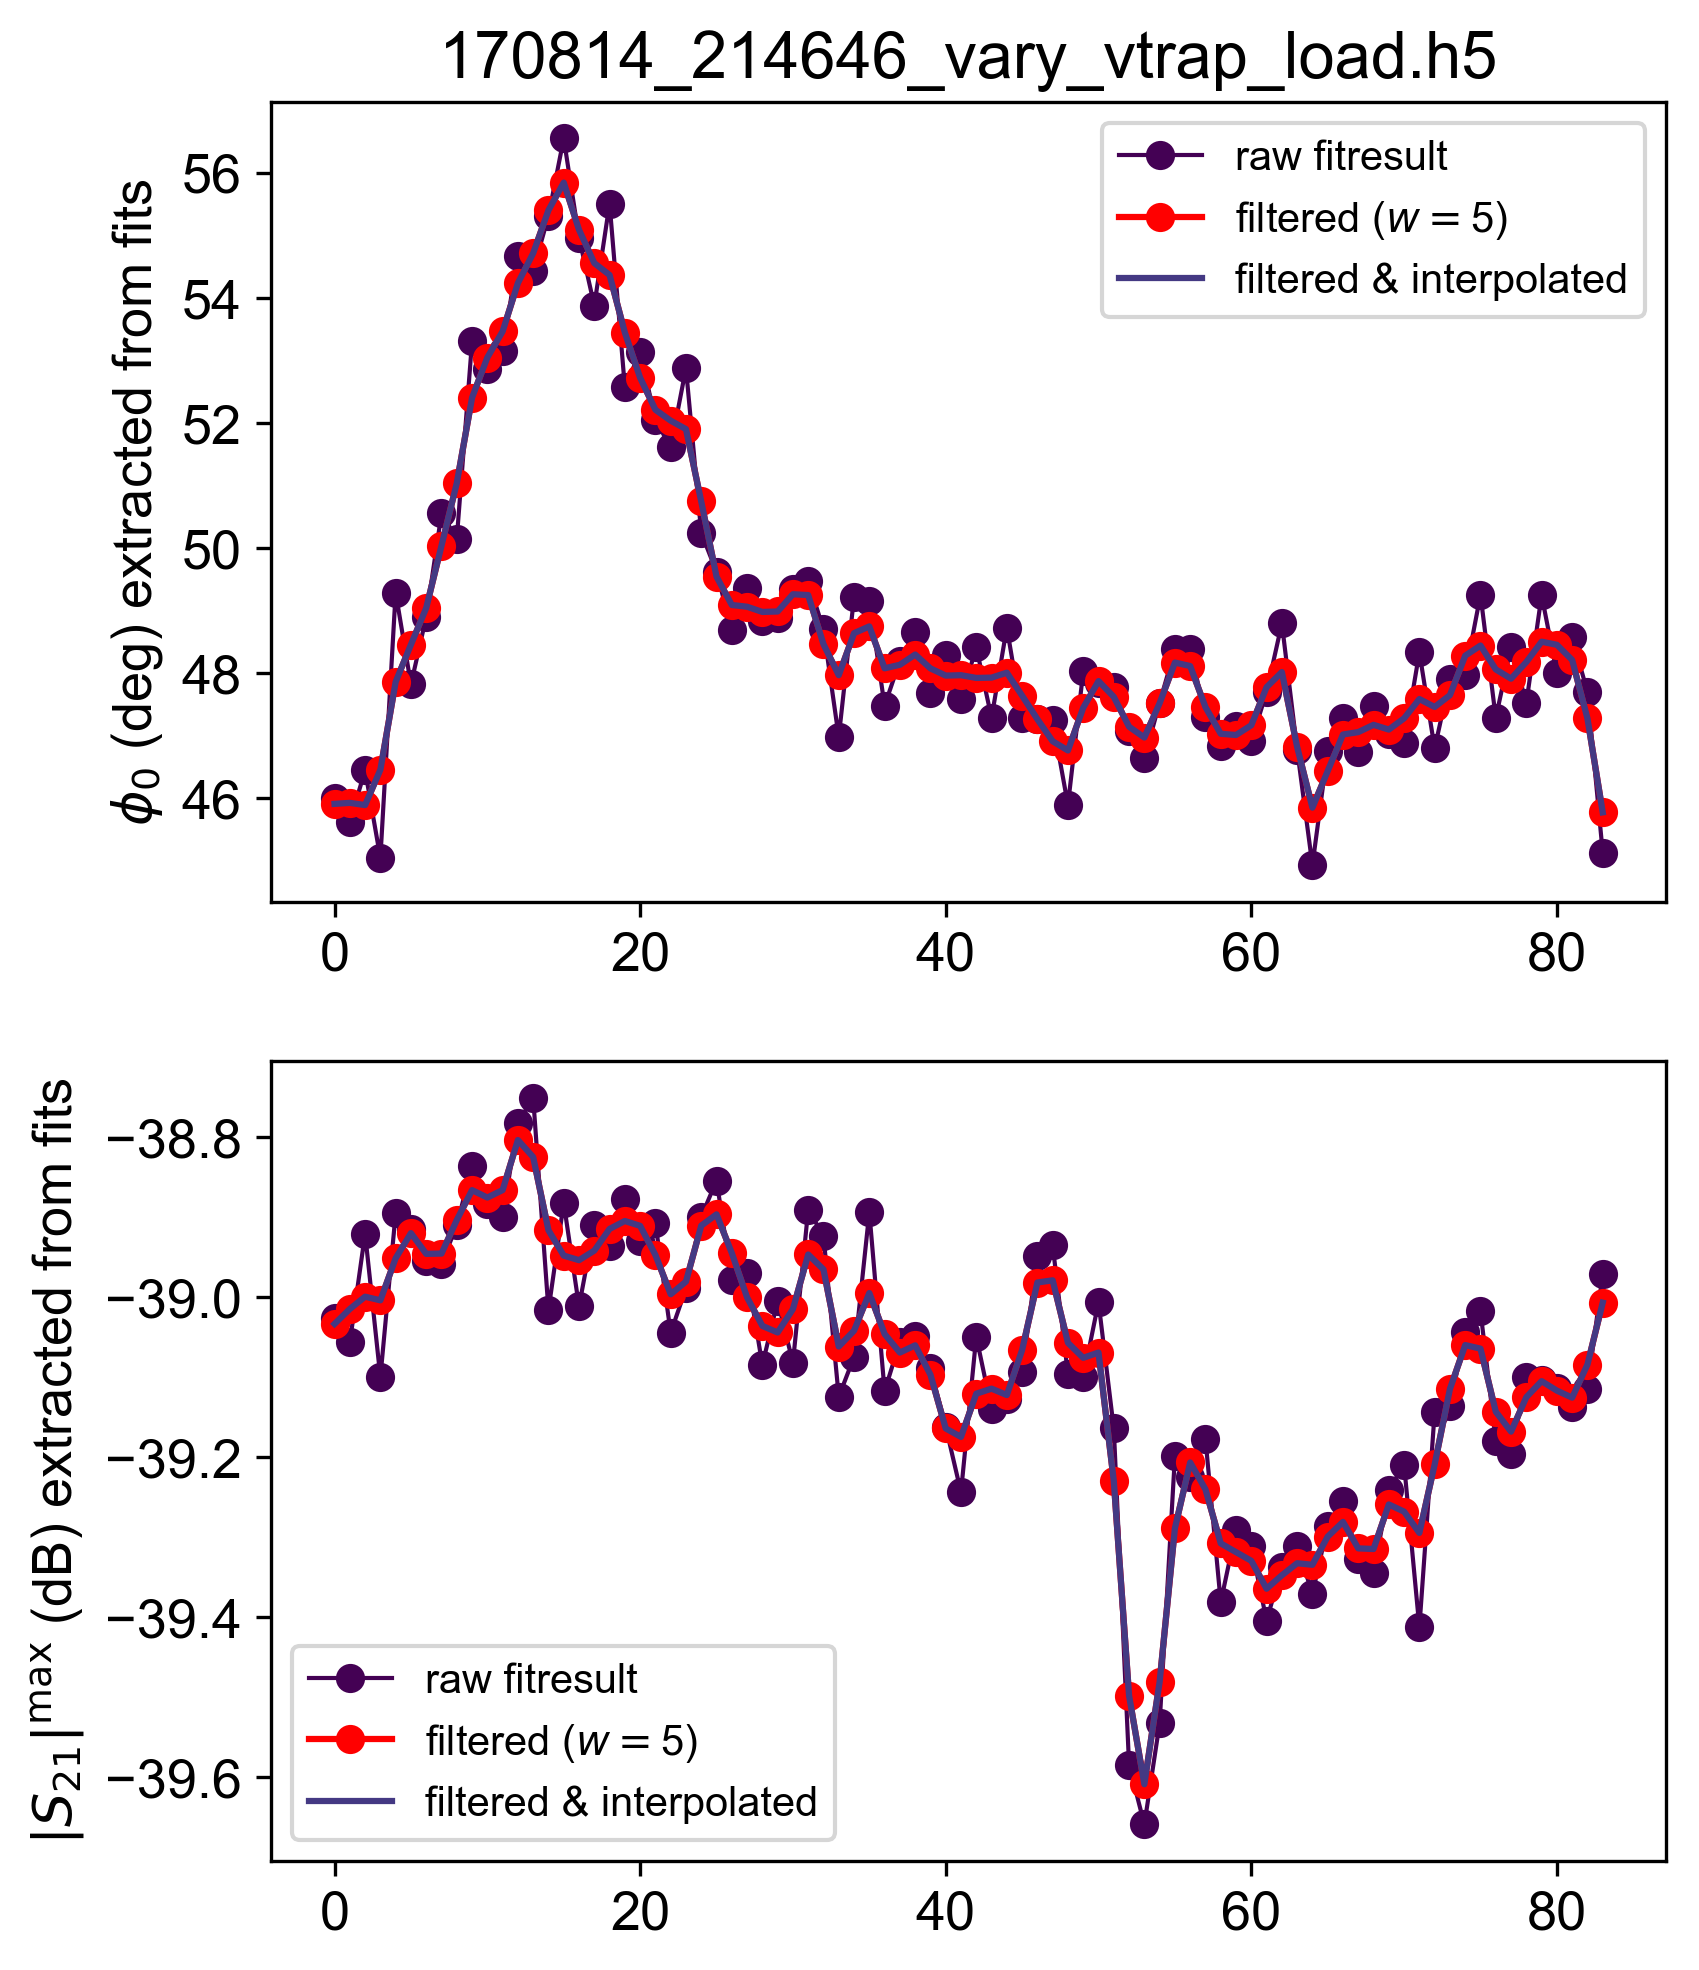 170814_214646_vary_vtrap_load.h5
ϕ₀ (deg) extracted from fits
56
54
52
50
48
46
raw fitresult
filtered (w = 5)
filtered & interpolated
0 20 40 60 80
|S₂₁|ᵐᵃˣ (dB) extracted from fits
−38.8
−39.0
−39.2
−39.4
−39.6
raw fitresult
filtered (w = 5)
filtered & interpolated
0 20 40 60 80